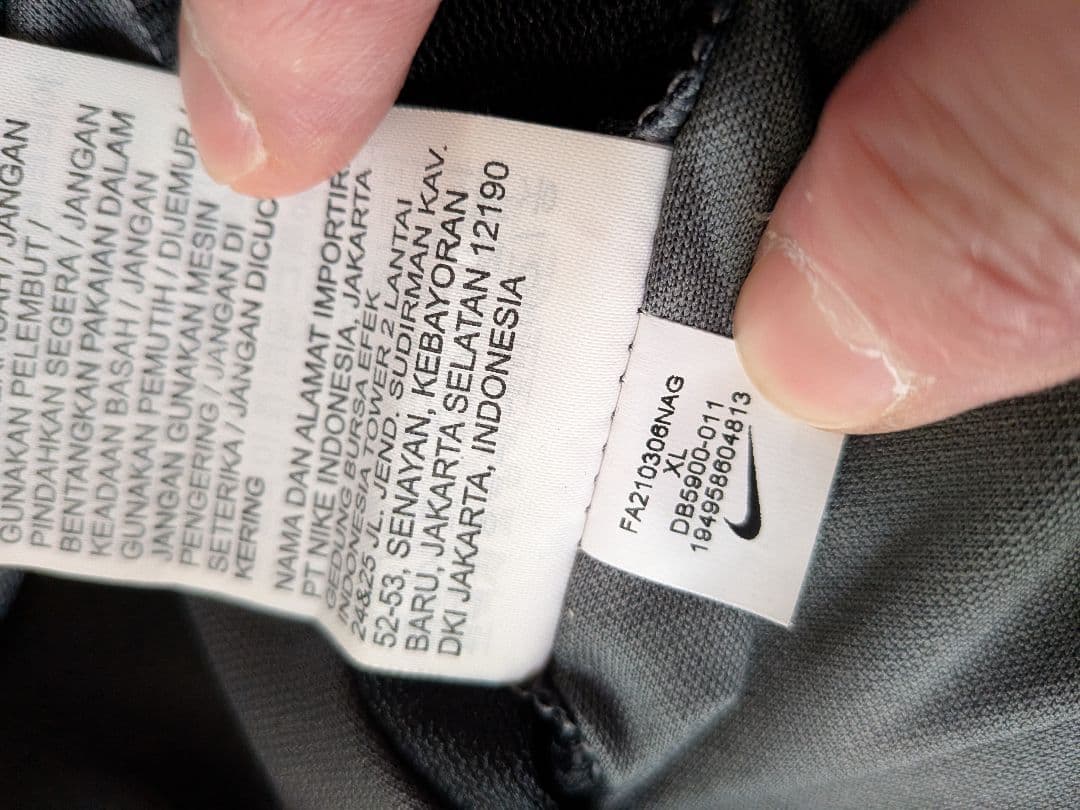 JANGAN
GUNAKAN PELEMBUT /
PINDAHKAN SEGERA / JANGAN
BENTANGKAN PAKAIAN DALAM
KEADAAN BASAH / JANGAN
GUNAKAN PEMUTIH / DIJEMUR /
JANGAN GUNAKAN MESIN
PENGERING / JANGAN DI
SETERIKA / JANGAN DICUC
KERING
NAMA DAN ALAMAT IMPORTIR
PT NIKE INDONESIA, JAKARTA
GEDUNG BURSA EFEK
INDONESIA TOWER 2 LANTAI
24&25 JL. JEND. SUDIRMAN KAV.
52-53, SENAYAN, KEBAYORAN
BARU, JAKARTA SELATAN 12190
DKI JAKARTA, INDONESIA
FA210306NAG
XL
DB5900-011
194958604813